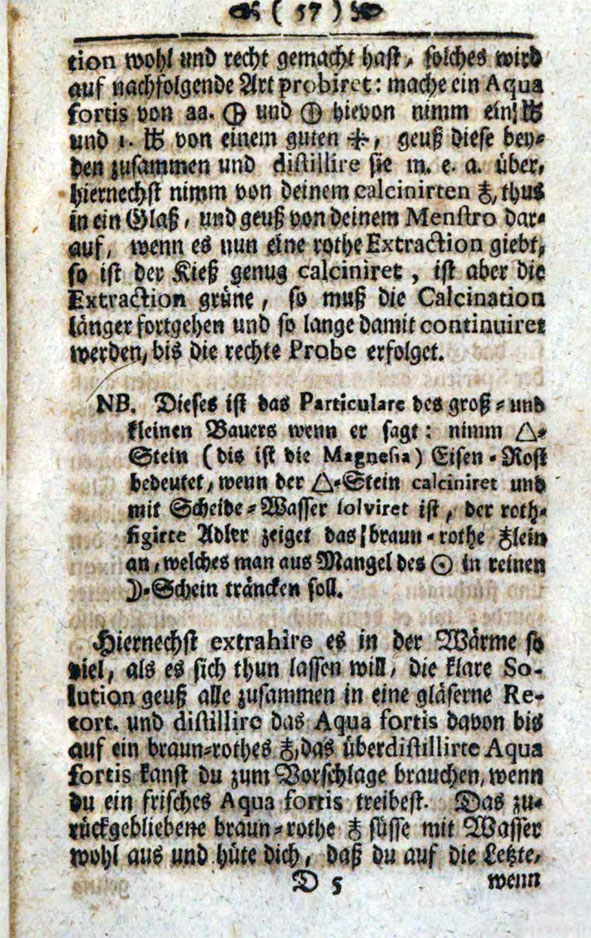 ( 57 )
tion wohl und recht gemacht hast, solches wird
auf nachfolgende Art probiret: mache ein Aqua
fortis von aa. 🜕 und 🜖 hievon nimm ein ℔
und 1. ℔ von einem guten 🜊, geuß diese bey-
den zusammen und distillire sie m. e. a. über,
hiernechst nimm von deinem calcinirten ♁, thus
in ein Glaß, und geuß von deinem Menstro dar-
auf, wenn es nun eine rothe Extraction giebt,
so ist der Kieß genug calciniret, ist aber die
Extraction grüne, so muß die Calcination
länger fortgehen und so lange damit continuiret
werden, bis die rechte Probe erfolget.
NB. Dieses ist das Particulare des groß- und
kleinen Bauers wenn er sagt: nimm 🜂-
Stein (dis ist die Magnesia) Eisen-Rost
bedeutet, wenn der 🜂-Stein calciniret und
mit Scheide-Wasser solviret ist, der roth-
figirte Adler zeiget das braun-rothe ♁lein
an, welches man aus Mangel des ☉ in reinen
☽-Schein träncken soll.
Hiernechst extrahire es in der Wärme so
viel, als es sich thun lassen will, die klare So-
lution geuß alle zusammen in eine gläserne Re-
tort. und distillire das Aqua fortis davon bis
auf ein braun-rothes ♁, das überdistillirte Aqua
fortis kanst du zum Vorschlage brauchen, wenn
du ein frisches Aqua fortis treibest. Das zu-
rückgebliebene braun-rothe ♁ süsse mit Wasser
wohl aus und hüte dich, daß du auf die Letzte,
D 5 wenn